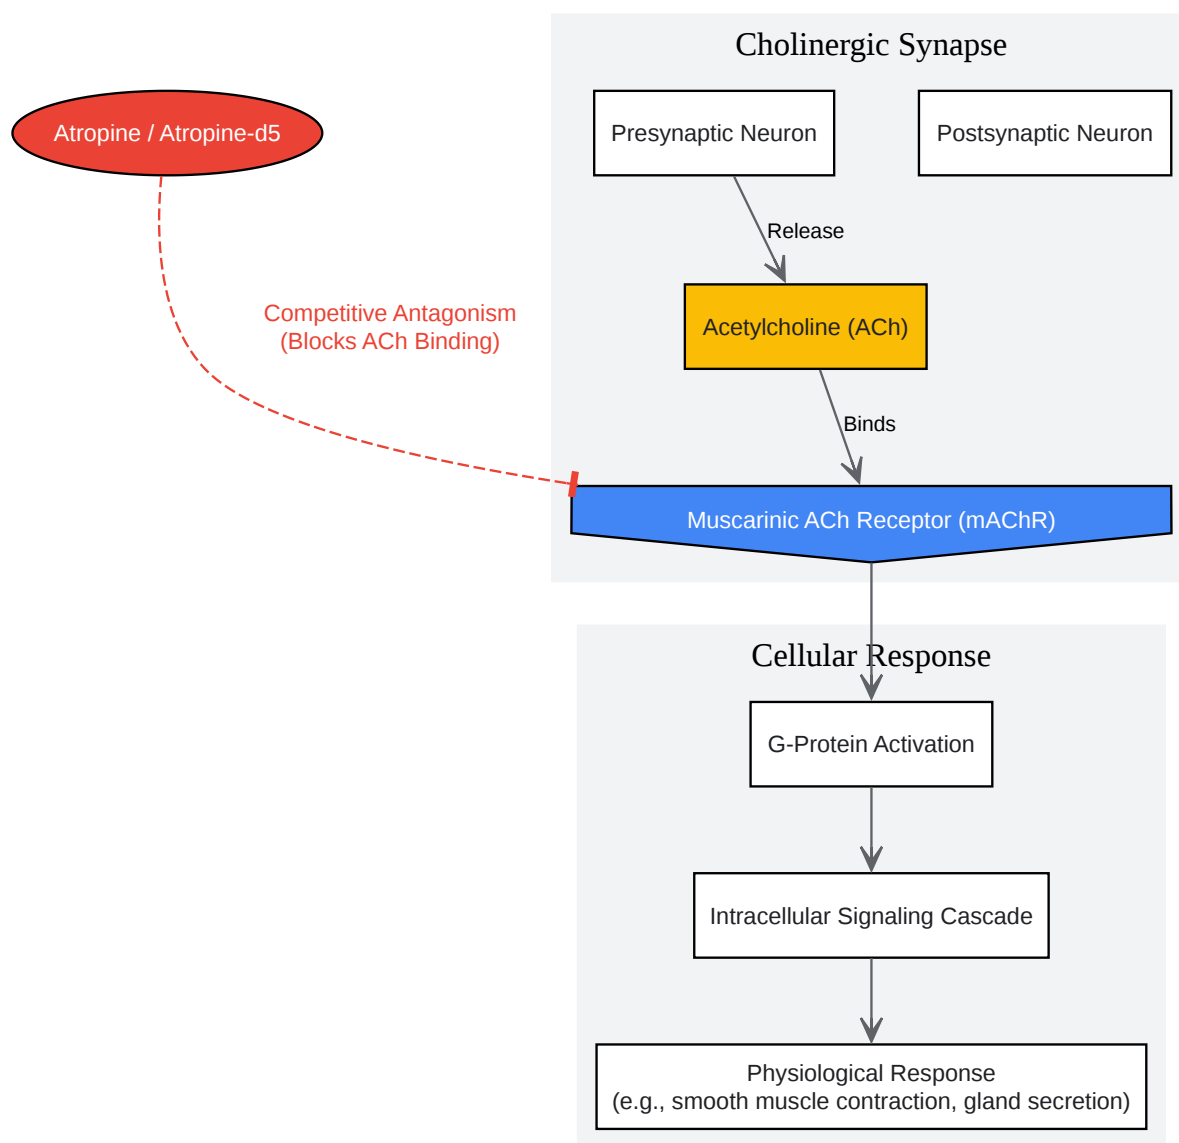 Cholinergic Synapse
Atropine / Atropine-d5
Presynaptic Neuron
Postsynaptic Neuron
Release
Competitive Antagonism
(Blocks ACh Binding)
Acetylcholine (ACh)
Binds
Muscarinic ACh Receptor (mAChR)
Cellular Response
G-Protein Activation
Intracellular Signaling Cascade
Physiological Response
(e.g., smooth muscle contraction, gland secretion)